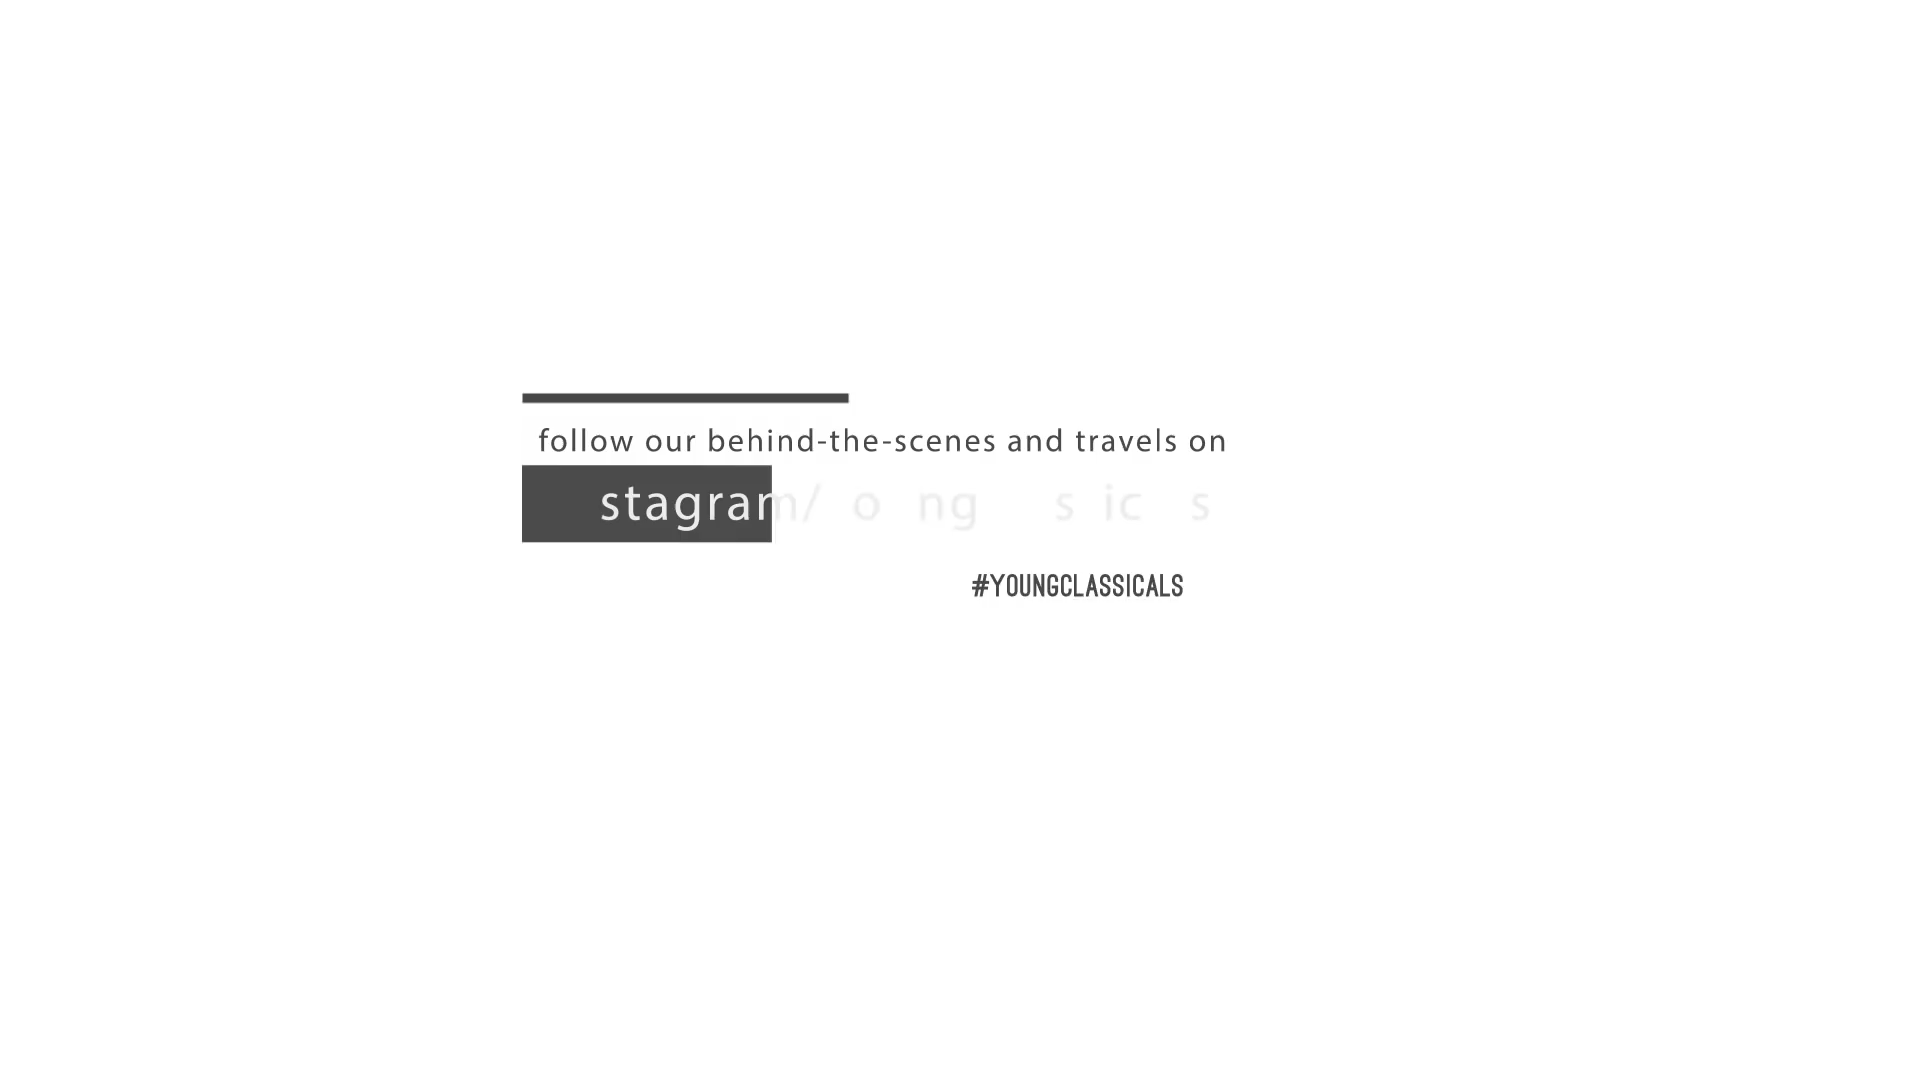 follow our behind-the-scenes and travels on
stagram/
#YOUNGCLASSICALS